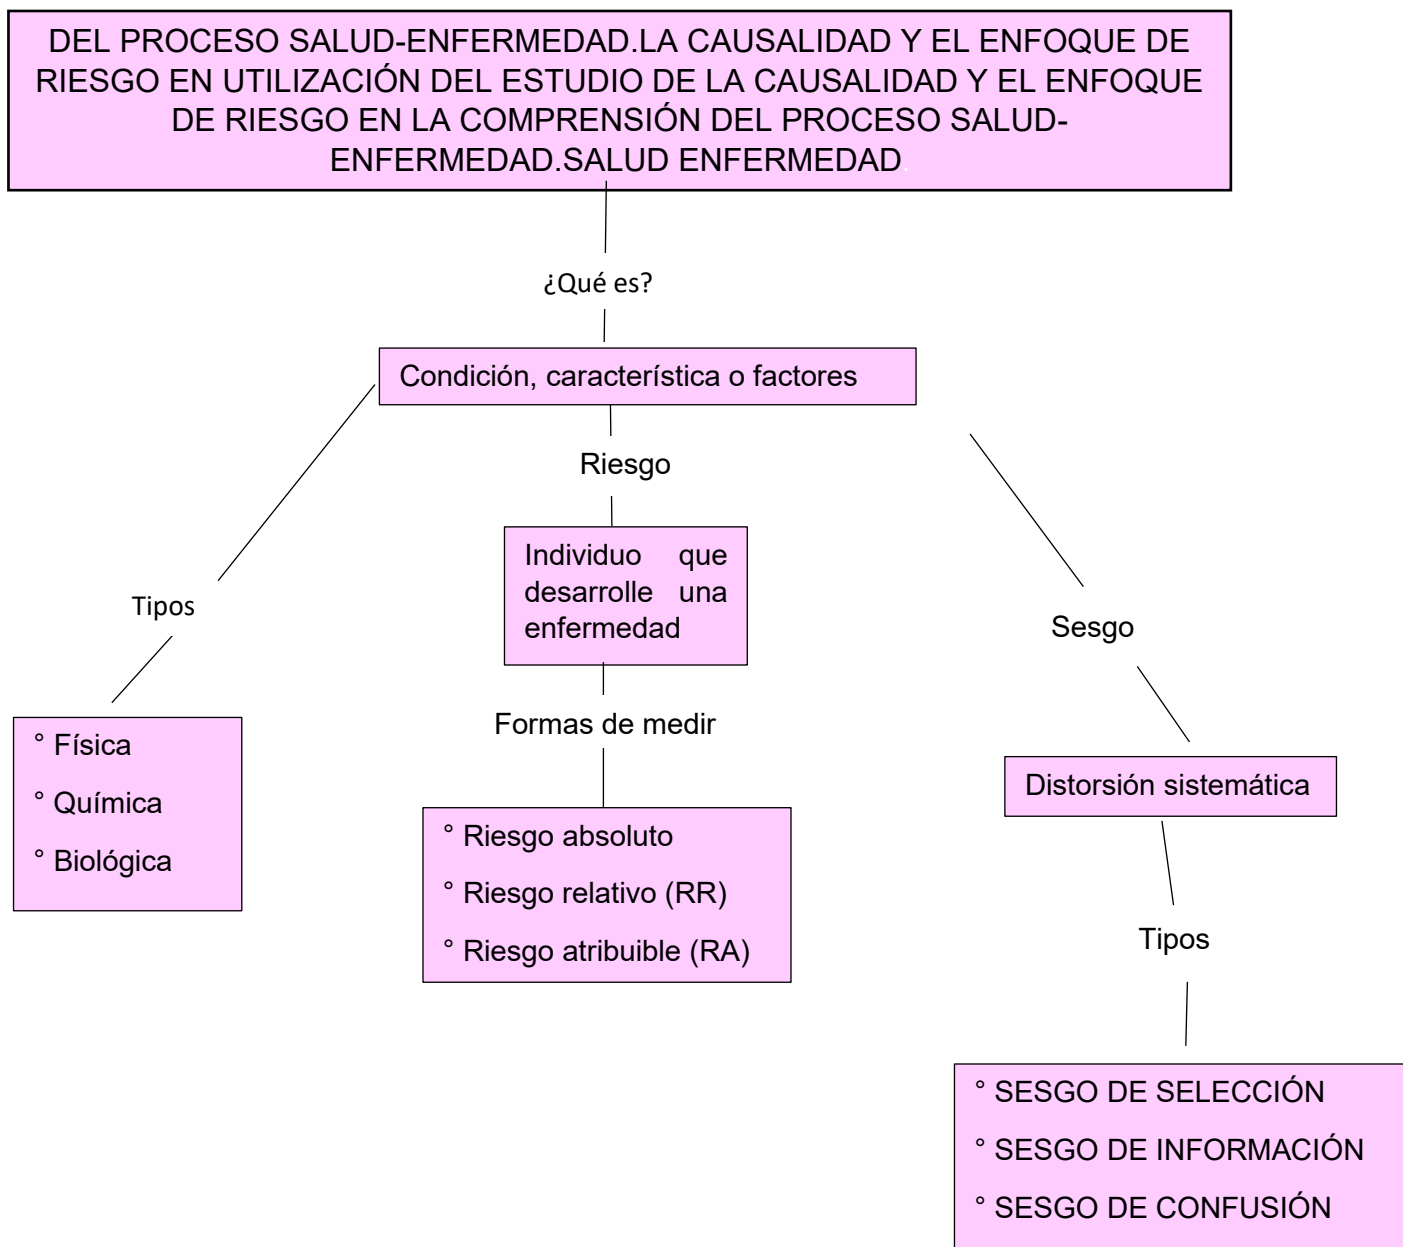 DEL PROCESO SALUD-ENFERMEDAD.LA CAUSALIDAD Y EL ENFOQUE DE
RIESGO EN UTILIZACIÓN DEL ESTUDIO DE LA CAUSALIDAD Y EL ENFOQUE
DE RIESGO EN LA COMPRENSIÓN DEL PROCESO SALUD-
ENFERMEDAD.SALUD ENFERMEDAD.
¿Qué es?
Condición, característica o factores
Riesgo
Individuo que
desarrolle una
enfermedad
Tipos
Sesgo
° Física
° Química
° Biológica
Formas de medir
° Riesgo absoluto
° Riesgo relativo (RR)
° Riesgo atribuible (RA)
Distorsión sistemática
Tipos
° SESGO DE SELECCIÓN
° SESGO DE INFORMACIÓN
° SESGO DE CONFUSIÓN